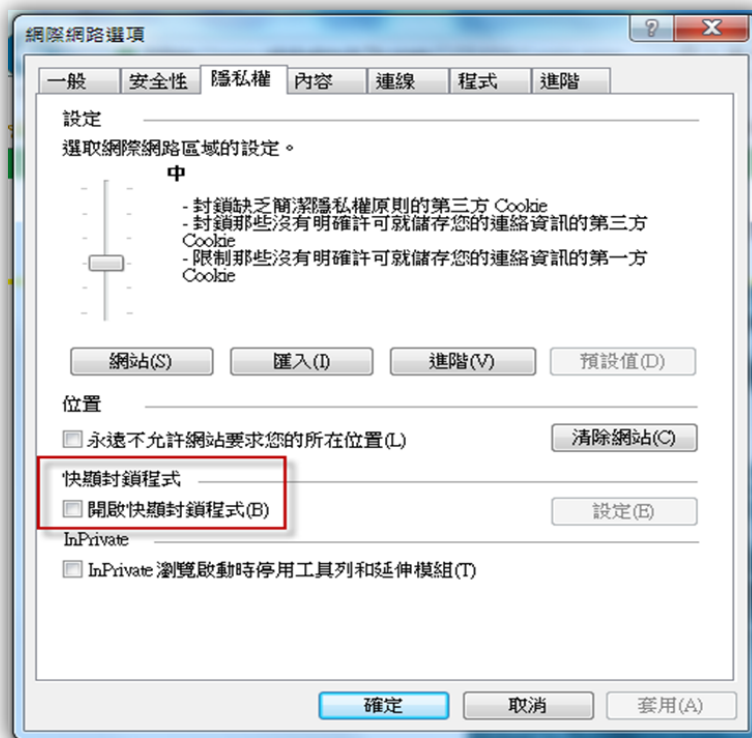 網際網路選項
一般 安全性 隱私權 內容 連線 程式 進階
設定
選取網際網路區域的設定。
中
- 封鎖缺乏簡潔隱私權原則的第三方 Cookie
- 封鎖那些沒有明確許可就儲存您的連絡資訊的第三方
Cookie
- 限制那些沒有明確許可就儲存您的連絡資訊的第一方
Cookie
網站(S) 匯入(I) 進階(V) 預設值(D)
位置
永遠不允許網站要求您的所在位置(L) 清除網站(C)
快顯封鎖程式
開啟快顯封鎖程式(B) 設定(E)
InPrivate
InPrivate 瀏覽啟動時停用工具列和延伸模組(T)
確定 取消 套用(A)